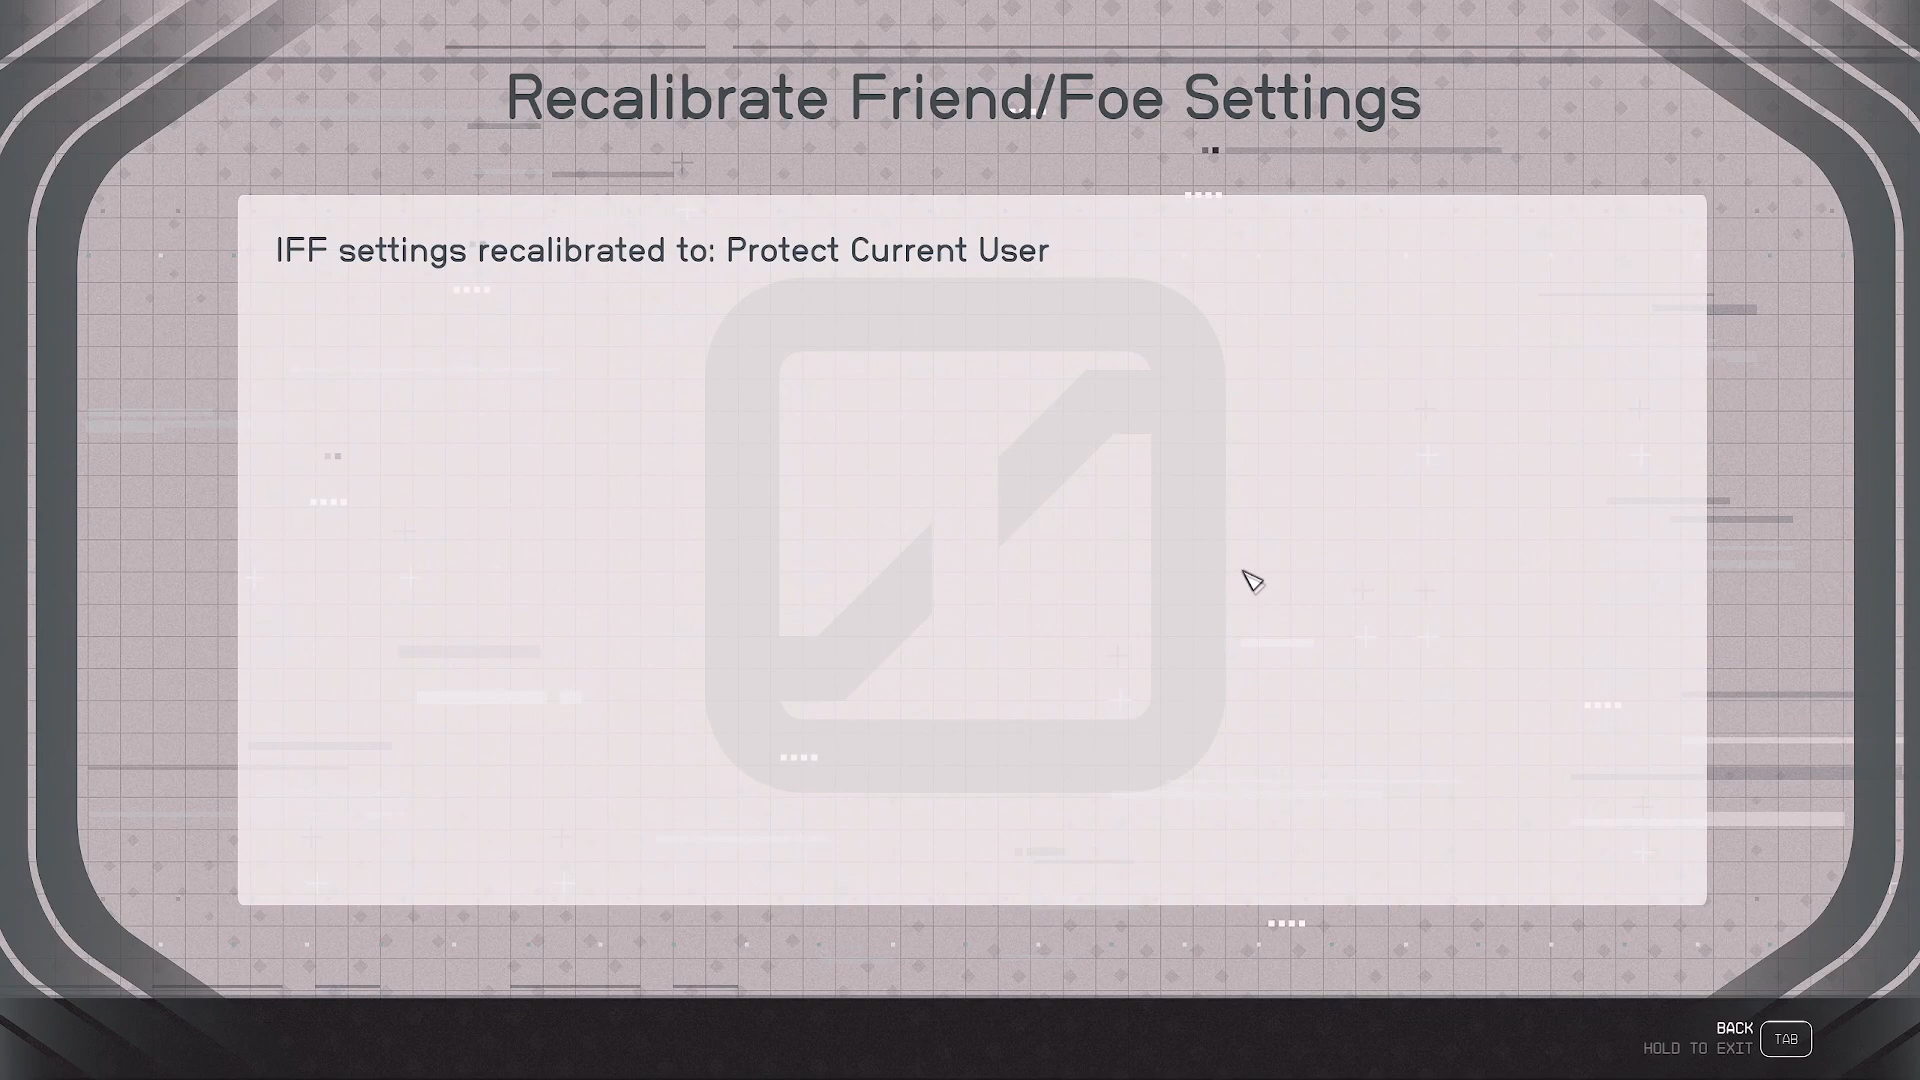 Recalibrate Friend/Foe Settings
IFF settings recalibrated to: Protect Current User
BACK
HOLD TO EXIT
TAB